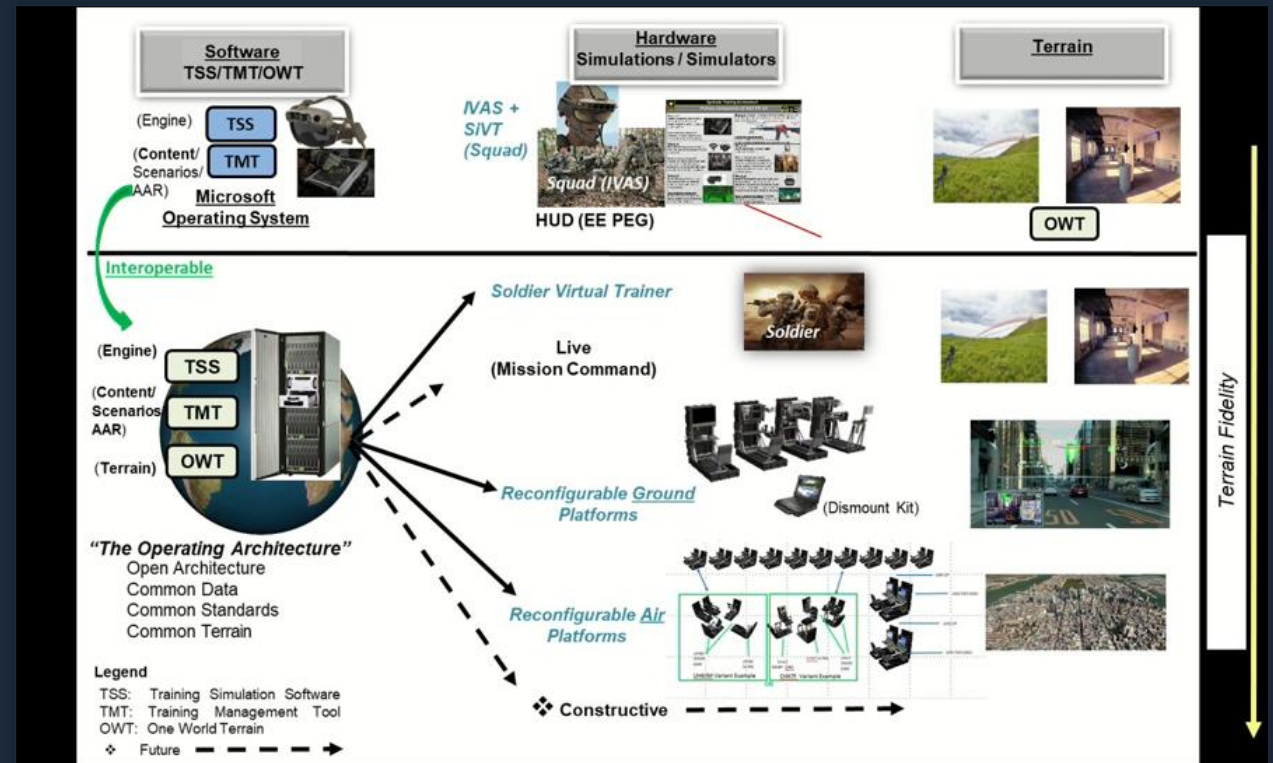 Software
TSS/TMT/OWT
Hardware
Simulations / Simulators
Terrain
(Engine)
TSS
(Content/
Scenarios/
AAR)
TMT
Microsoft
Operating System
IVAS +
SiVT
(Squad)
Squad (IVAS)
HUD (EE PEG)
OWT
Interoperable
(Engine)
TSS
(Content/
Scenarios
AAR)
TMT
(Terrain)
OWT
"The Operating Architecture"
Open Architecture
Common Data
Common Standards
Common Terrain
Soldier Virtual Trainer
Soldier
Live
(Mission Command)
Reconfigurable Ground
Platforms
(Dismount Kit)
Reconfigurable Air
Platforms
Variant Example
Variant Example
Constructive
Terrain Fidelity
Legend
TSS: Training Simulation Software
TMT: Training Management Tool
OWT: One World Terrain
Future